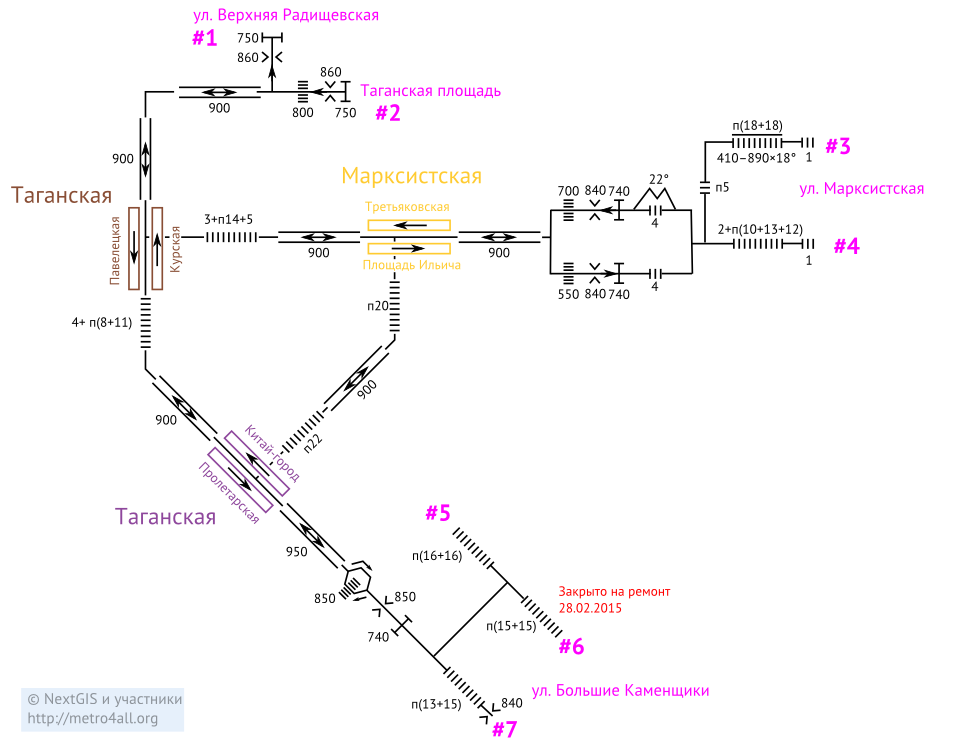 ул. Верхняя Радищевская
#1
750
860
860
Таганская площадь
#2
900
800
750
900
п(18+18)
#3
410–890×18°
1
ул. Марксистская
п5
Марксистская
22°
Таганская
Третьяковская
700
840
740
4
3+п14+5
2+п(10+13+12)
#4
1
900
900
Павелецкая
Курская
Площадь Ильича
550
840
740
4
п20
4+ п(8+11)
900
900
п22
Китай-город
Пролетарская
Таганская
#5
950
п(16+16)
Закрыто на ремонт
28.02.2015
850
850
740
п(15+15)
#6
ул. Большие Каменщики
п(13+15)
840
#7
© NextGIS и участники
http://metro4all.org